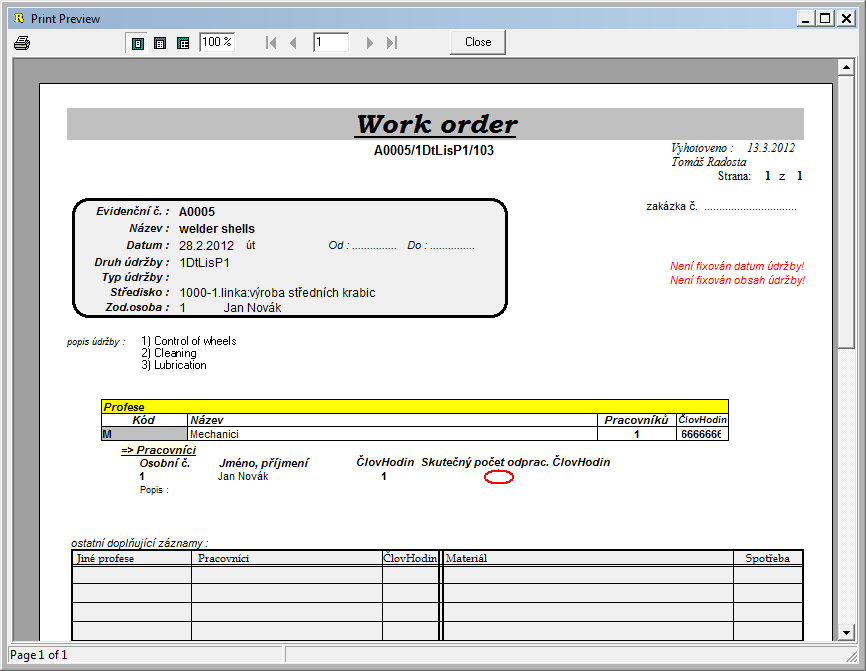 Print Preview
100 % 1 Close
Work order
A0005/1DtLisP1/103
Vyhotoveno : 13.3.2012
Tomáš Radosta
Strana: 1 z 1
zakázka č. ...............................
Evidenční č. : A0005
Název : welder shells
Datum : 28.2.2012 út Od : ............... Do : ...............
Druh údržby : 1DtLisP1
Typ údržby :
Středisko : 1000-1.linka:výroba středních krabic
Zod.osoba : 1 Jan Novák
Není fixován datum údržby!
Není fixován obsah údržby!
popis údržby : 1) Control of wheels
2) Cleaning
3) Lubrication
Profese
Kód Název Pracovníků ČlovHodin
M Mechanici 1 6666666
=> Pracovníci
Osobní č. Jméno, příjmení ČlovHodin Skutečný počet odprac. ČlovHodin
1 Jan Novák 1
Popis :
ostatní doplňující záznamy :
Jiné profese Pracovníci ČlovHodin Materiál Spotřeba
Page 1 of 1